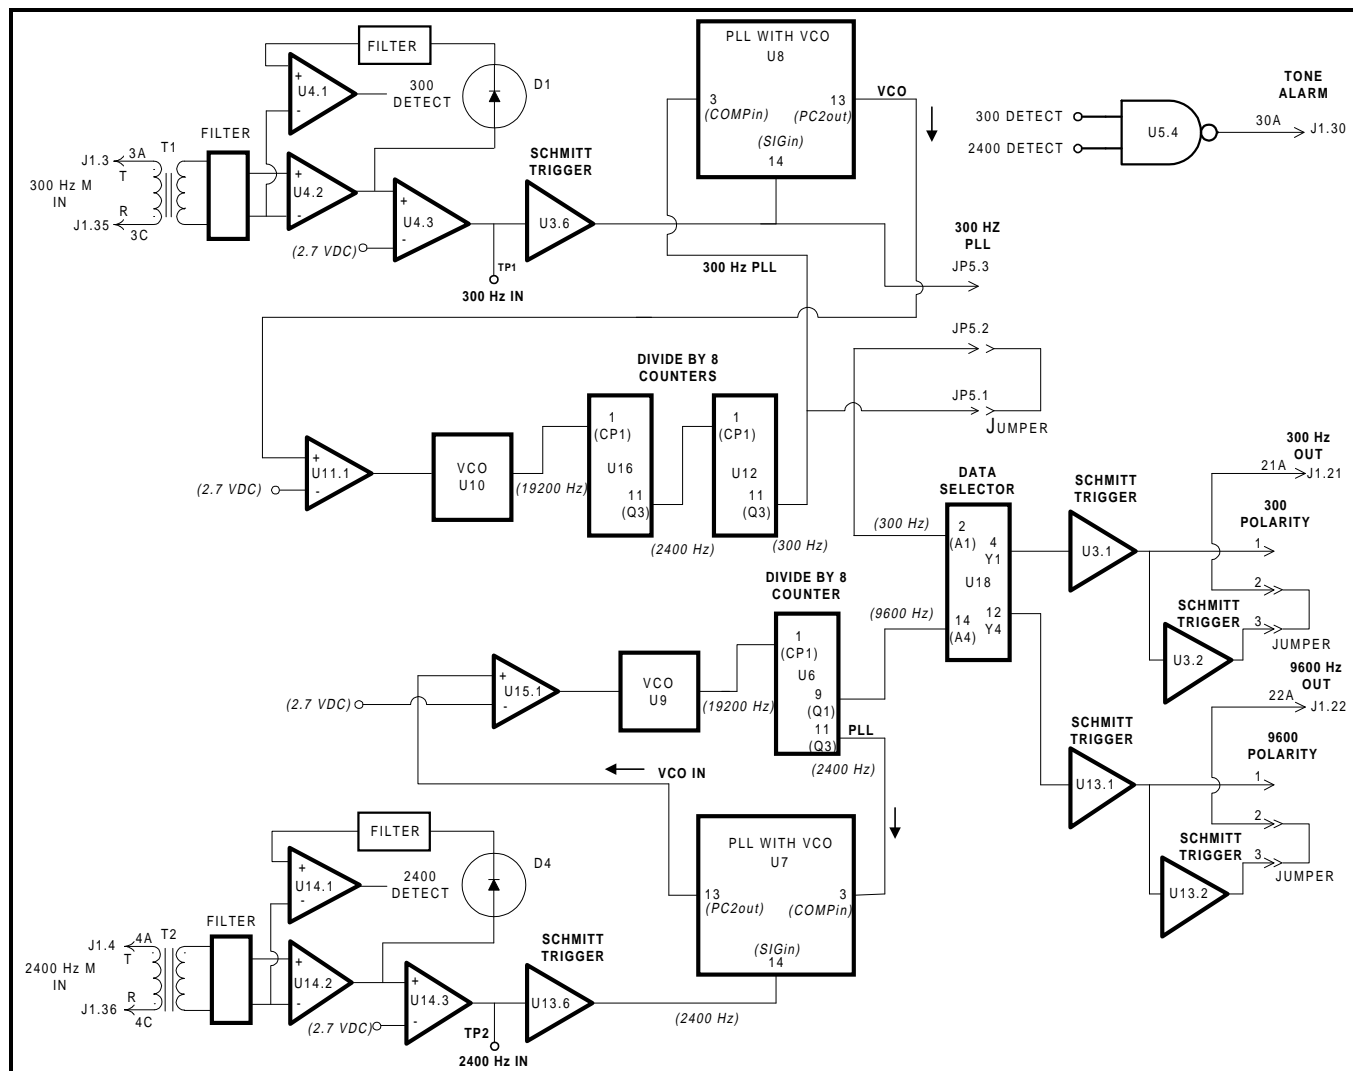 FILTER
+
U4.1
-
300
DETECT
D1
PLL WITH VCO
U8
VCO
3
(COMPin)
13
(PC2out)
(SIGin)
14
TONE
ALARM
300 DETECT
2400 DETECT
U5.4
30A
J1.30
FILTER
J1.3
3A
T
T1
300 Hz M
IN
R
J1.35
3C
+
U4.2
-
+
U4.3
-
(2.7 VDC)
SCHMITT
TRIGGER
U3.6
TP1
300 Hz IN
300 Hz PLL
300 HZ
PLL
JP5.3
JP5.2
JP5.1
JUMPER
DIVIDE BY 8
COUNTERS
+
U11.1
-
(2.7 VDC)
VCO
U10
(19200 Hz)
1
(CP1)
U16
11
(Q3)
(2400 Hz)
1
(CP1)
U12
11
(Q3)
(300 Hz)
DATA
SELECTOR
(300 Hz)
2
(A1)
4
Y1
U18
12
Y4
14
(A4)
(9600 Hz)
SCHMITT
TRIGGER
U3.1
300 Hz
OUT
21A
J1.21
300
POLARITY
1
2
3
JUMPER
SCHMITT
TRIGGER
U3.2
9600 Hz
OUT
22A
J1.22
9600
POLARITY
1
2
3
JUMPER
SCHMITT
TRIGGER
U13.1
SCHMITT
TRIGGER
U13.2
DIVIDE BY 8
COUNTER
1
(CP1)
U6
9
(Q1)
11
(Q3)
PLL
(2400 Hz)
+
U15.1
-
(2.7 VDC)
VCO
U9
(19200 Hz)
VCO IN
PLL WITH VCO
U7
13
(PC2out)
3
(COMPin)
(SIGin)
14
FILTER
+
U14.1
-
2400
DETECT
D4
FILTER
J1.4
4A
T
T2
2400 Hz M
IN
R
J1.36
4C
+
U14.2
-
+
U14.3
-
(2.7 VDC)
SCHMITT
TRIGGER
U13.6
(2400 Hz)
TP2
2400 Hz IN